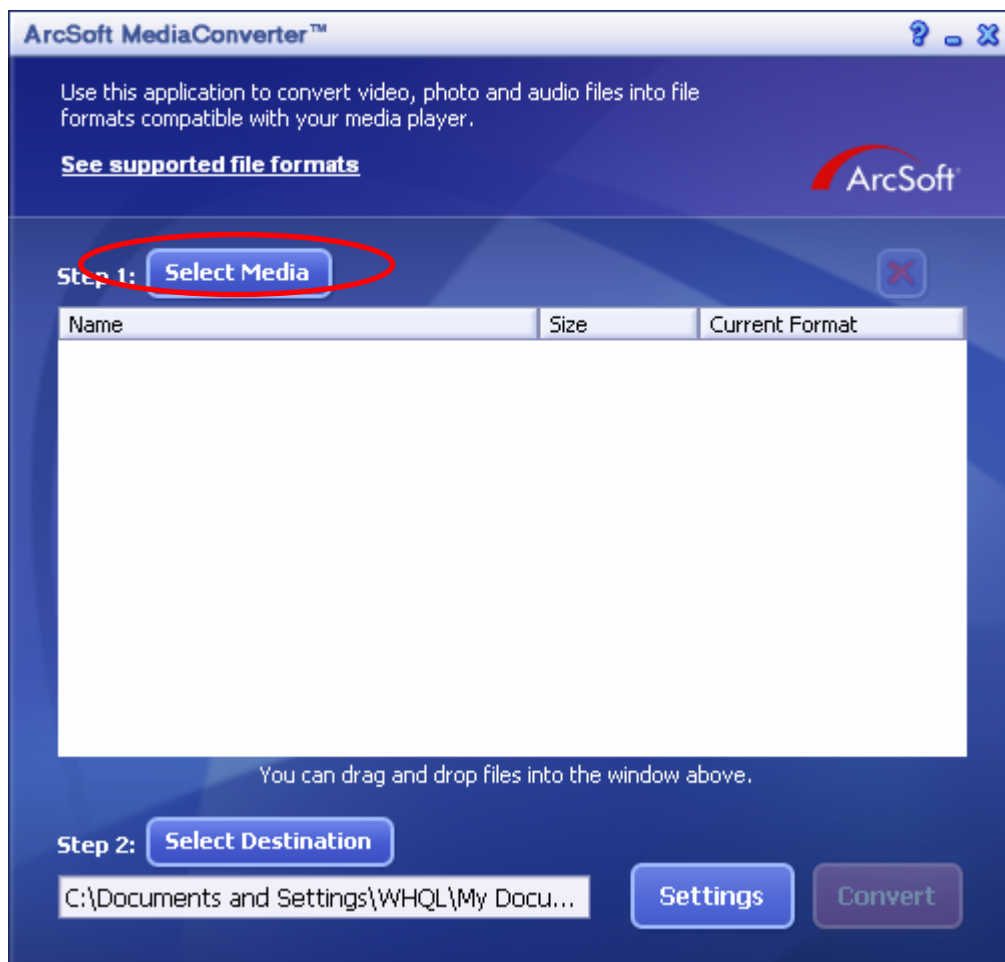 ArcSoft MediaConverter™
Use this application to convert video, photo and audio files into file
formats compatible with your media player.
See supported file formats
ArcSoft
Step 1: Select Media
Name Size Current Format
You can drag and drop files into the window above.
Step 2: Select Destination
C:\Documents and Settings\WHQL\My Docu...
Settings Convert